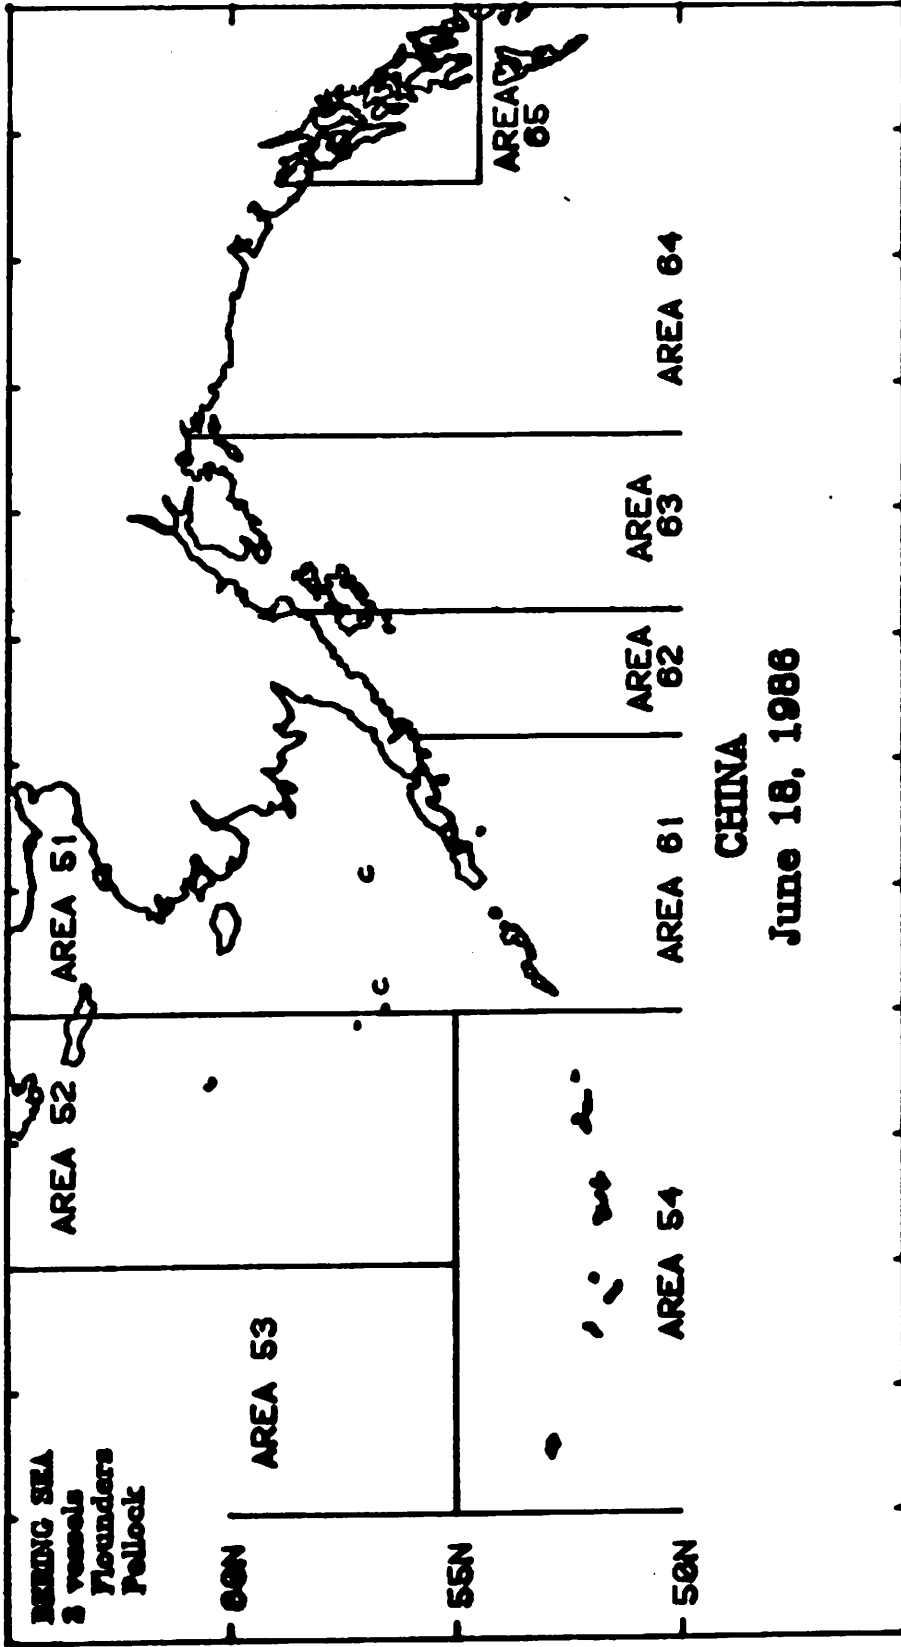 BERING SEA
2 vessels
Flounders
Pollock
AREA 52
AREA 51
60N
AREA 53
C
C
55N
AREA
65
50N
AREA 54
AREA 61
AREA
62
AREA
63
AREA 64
CHINA
June 18, 1986